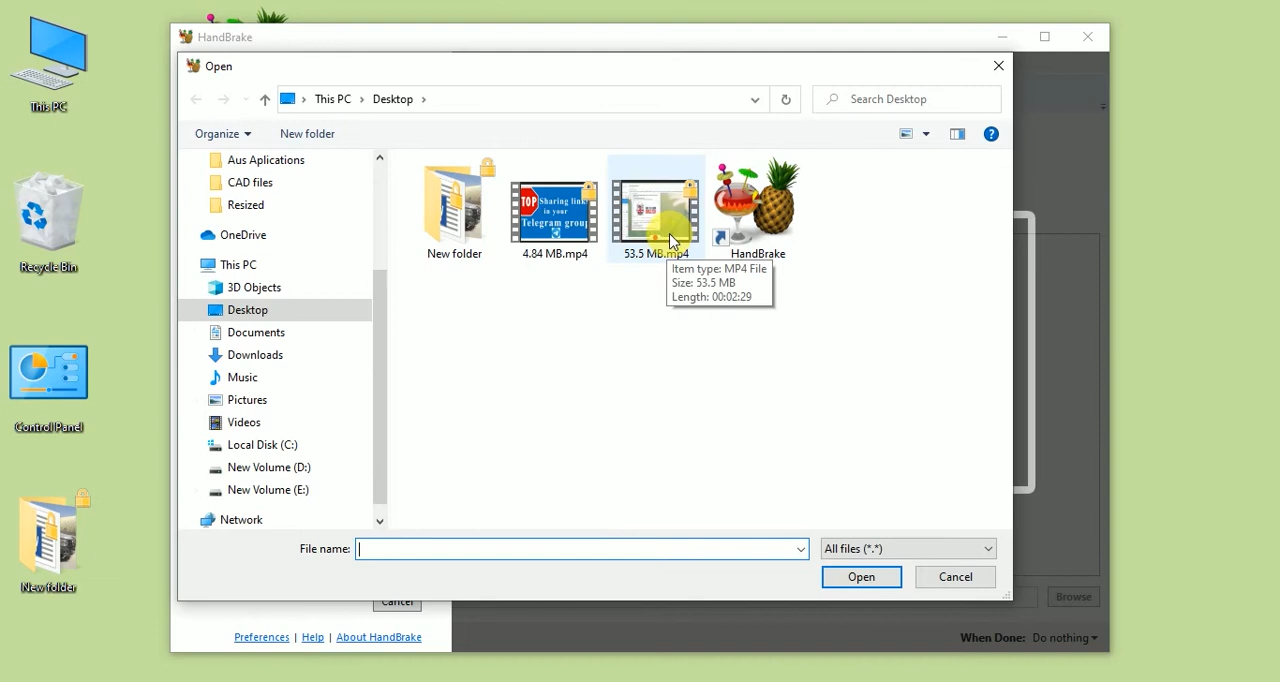 This PC
Recycle Bin
Control Panel
New folder
HandBrake
Open
This PC
Desktop
Search Desktop
Organize
New folder
Aus Aplications
CAD files
Resized
OneDrive
This PC
3D Objects
Desktop
Documents
Downloads
Music
Pictures
Videos
Local Disk (C:)
New Volume (D:)
New Volume (E:)
Network
TOP Sharing link
in your
Telegram group
New folder
4.84 MB.mp4
53.5 MB.mp4
HandBrake
Item type: MP4 File
Size: 53.5 MB
Length: 00:02:29
File name:
All files (*.*)
Open
Cancel
Cancel
Preferences | Help | About HandBrake
Browse
When Done: Do nothing